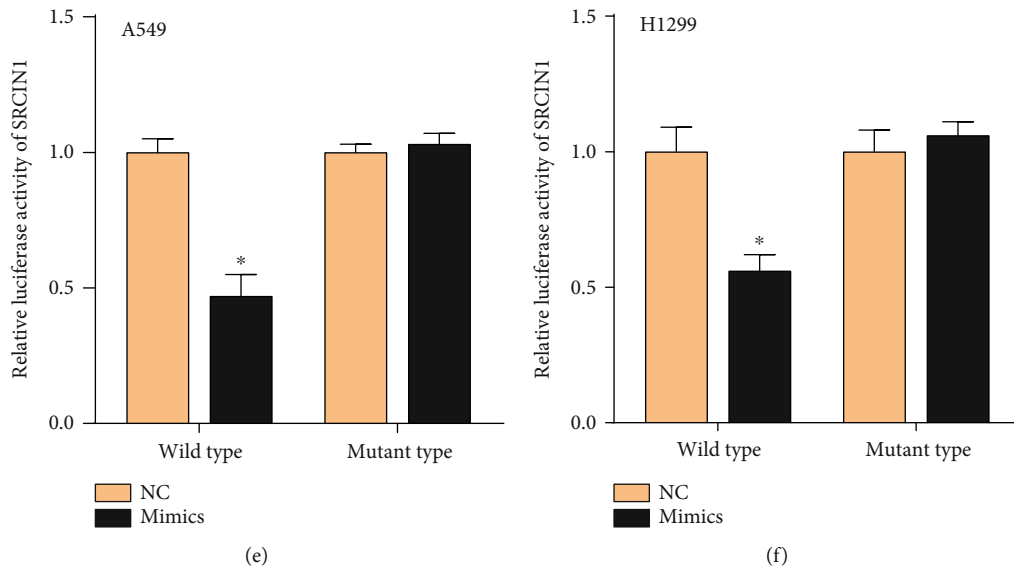 A549
Relative luciferase activity of SRCIN1
1.5
1.0
0.5
0.0
*
Wild type
Mutant type
NC
Mimics
(e)
H1299
Relative luciferase activity of SRCIN1
1.5
1.0
0.5
0.0
*
Wild type
Mutant type
NC
Mimics
(f)